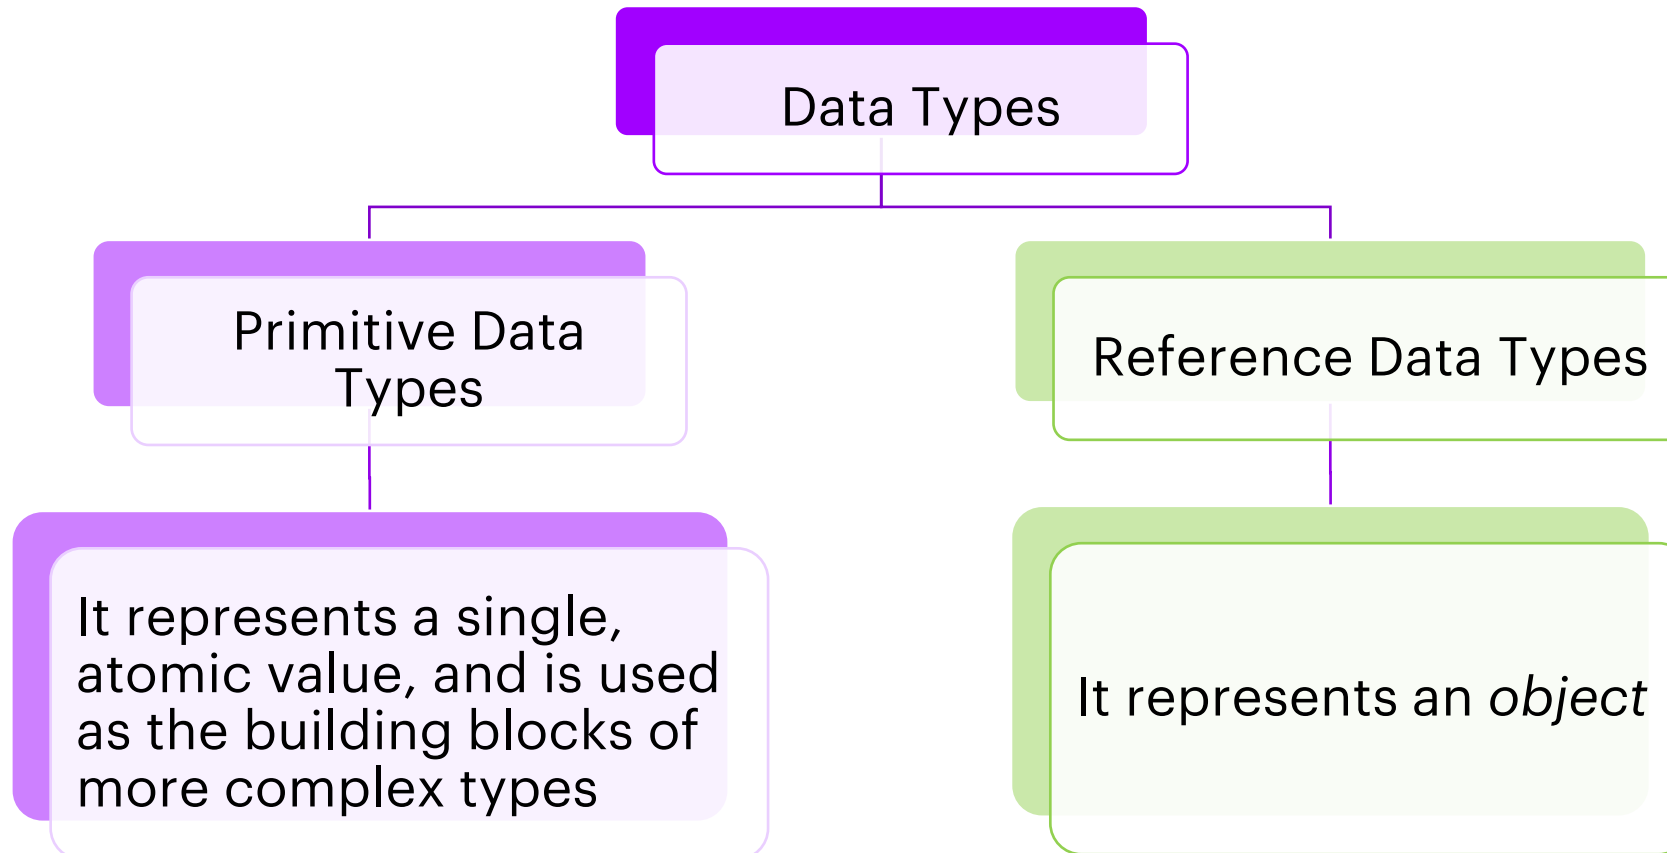 Data Types
Primitive Data
Types
Reference Data Types
It represents a single,
atomic value, and is used
as the building blocks of
more complex types
It represents an object